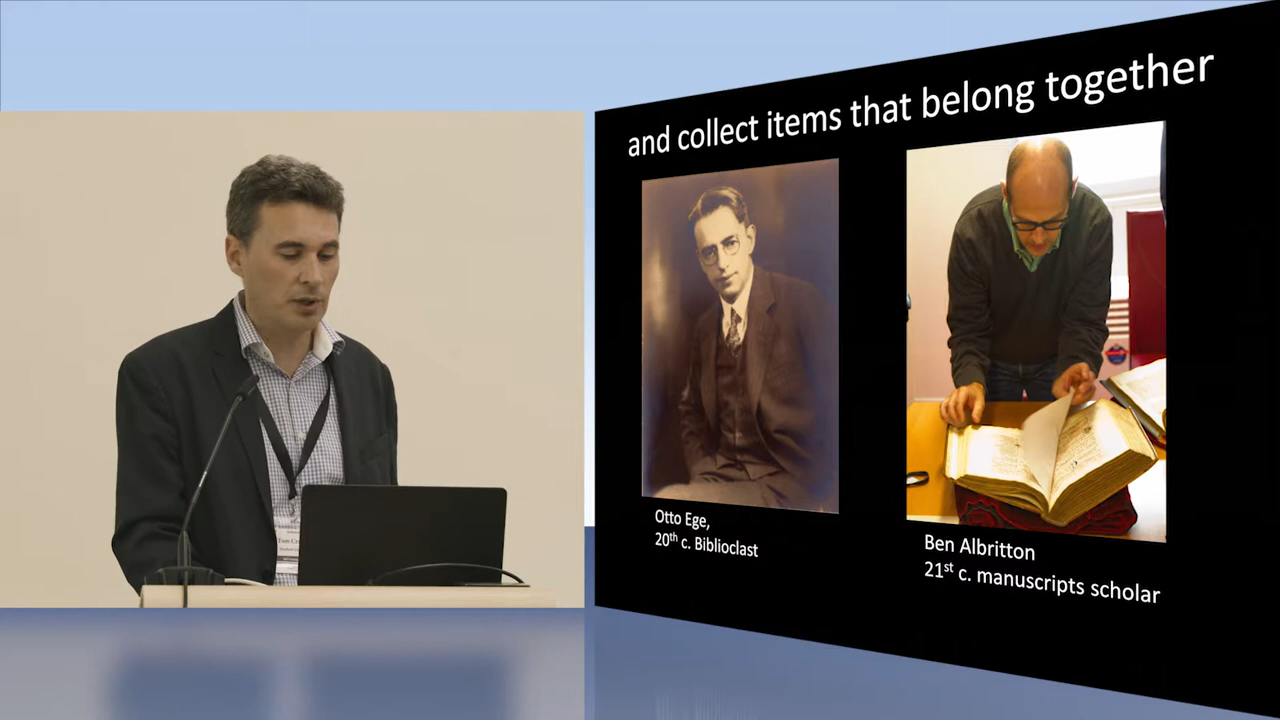 and collect items that belong together
Otto Ege,
20th c. Biblioclast
Ben Albritton
21st c. manuscripts scholar